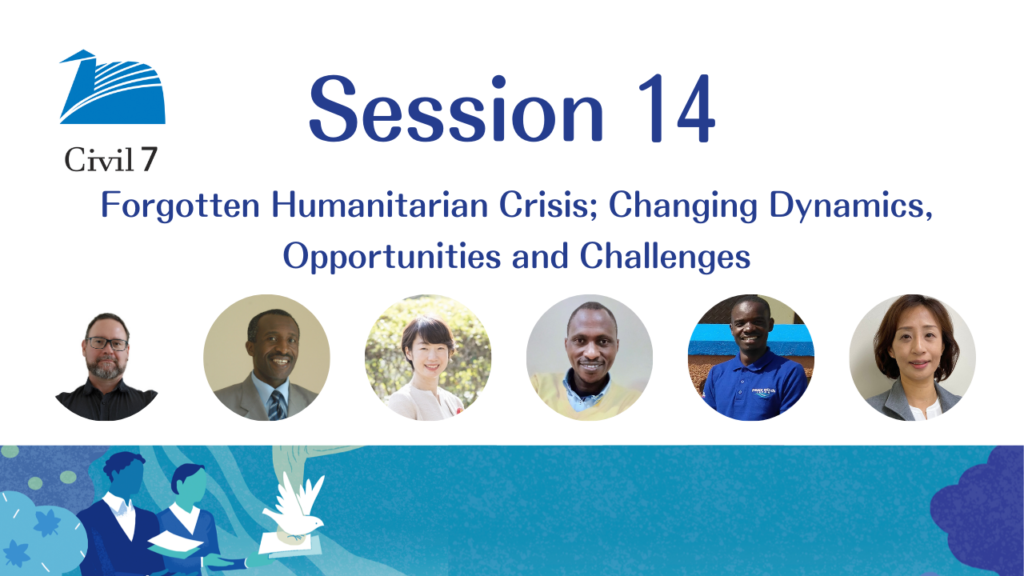 Session 14
Civil 7
Forgotten Humanitarian Crisis; Changing Dynamics,
Opportunities and Challenges